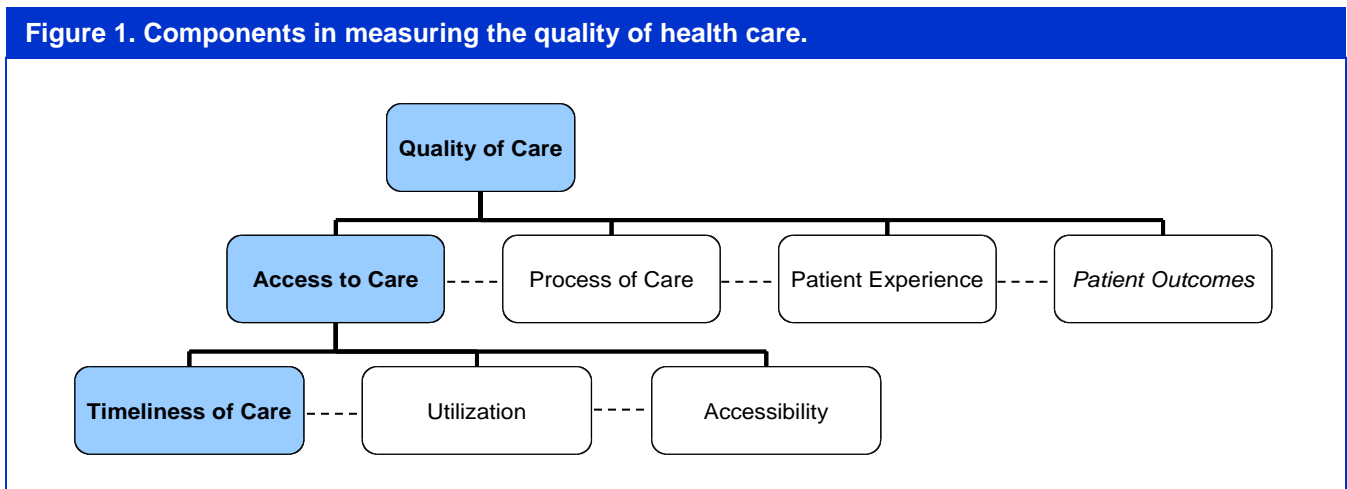 Figure 1. Components in measuring the quality of health care.
Quality of Care
Access to Care
Process of Care
Patient Experience
Patient Outcomes
Timeliness of Care
Utilization
Accessibility